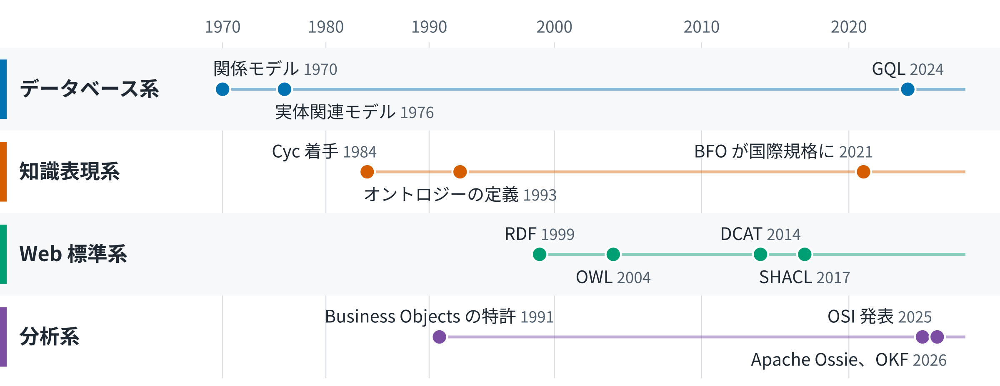 1970 1980 1990 2000 2010 2020
関係モデル 1970 GQL 2024
データベース系
実体関連モデル 1976
Cyc 着手 1984 BFO が国際規格に 2021
知識表現系
オントロジーの定義 1993
RDF 1999 DCAT 2014
Web 標準系
OWL 2004 SHACL 2017
Business Objects の特許 1991 OSI 発表 2025
分析系
Apache Ossie、OKF 2026